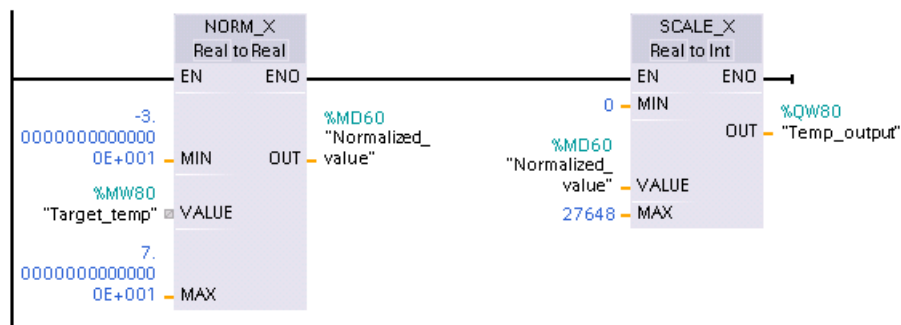 NORM_X
Real to Real
EN ENO
-3.
0000000000000
0E+001
MIN
OUT
%MD60
"Normalized_
value"
%MW80
"Target_temp"
VALUE
7.
0000000000000
0E+001
MAX
SCALE_X
Real to Int
EN ENO
0
MIN
OUT
%QW80
"Temp_output"
%MD60
"Normalized_
value"
VALUE
27648
MAX